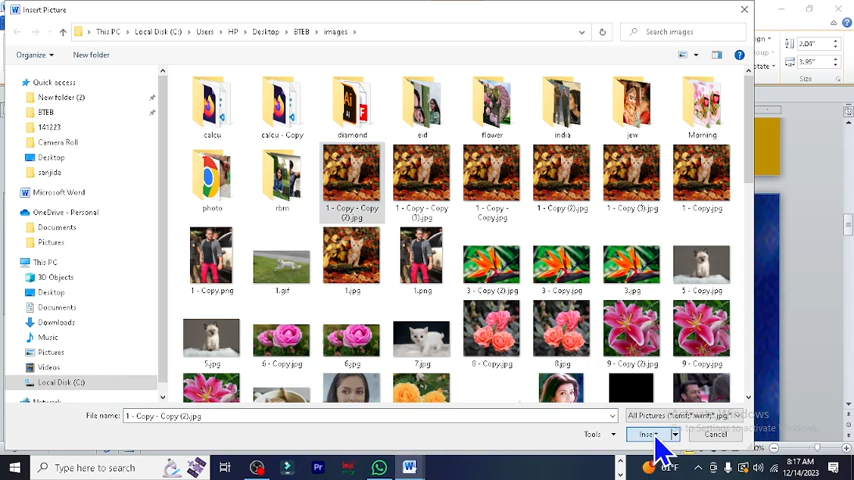 Insert Picture
This PC > Local Disk (C:) > Users > HP > Desktop > BTEB > images >
Search images
Organize
New folder
Quick access
New folder (2)
BTEB
141223
Camera Roll
Desktop
sanjida
Microsoft Word
OneDrive - Personal
Documents
Pictures
This PC
3D Objects
Desktop
Documents
Downloads
Music
Pictures
Videos
Local Disk (C:)
calcu
calcu - Copy
diamond
eid
flower
india
jew
Morning
photo
rbrn
1 - Copy - Copy (2).jpg
1 - Copy - Copy (3).jpg
1 - Copy - Copy.jpg
1 - Copy (2).jpg
1 - Copy (3).jpg
1 - Copy.jpg
1 - Copy.png
1.gif
1.jpg
1.png
3 - Copy (2).jpg
3 - Copy.jpg
3.jpg
5 - Copy.jpg
5.jpg
6 - Copy.jpg
6.jpg
7.jpg
8 - Copy.jpg
8.jpg
9 - Copy (2).jpg
9 - Copy.jpg
File name: 1 - Copy - Copy (2).jpg
All Pictures (*.emf;*.wmf;*.jpg;*
Tools
Insert
Cancel
2.04"
3.95"
Size
Type here to search
8:17 AM
12/14/2023